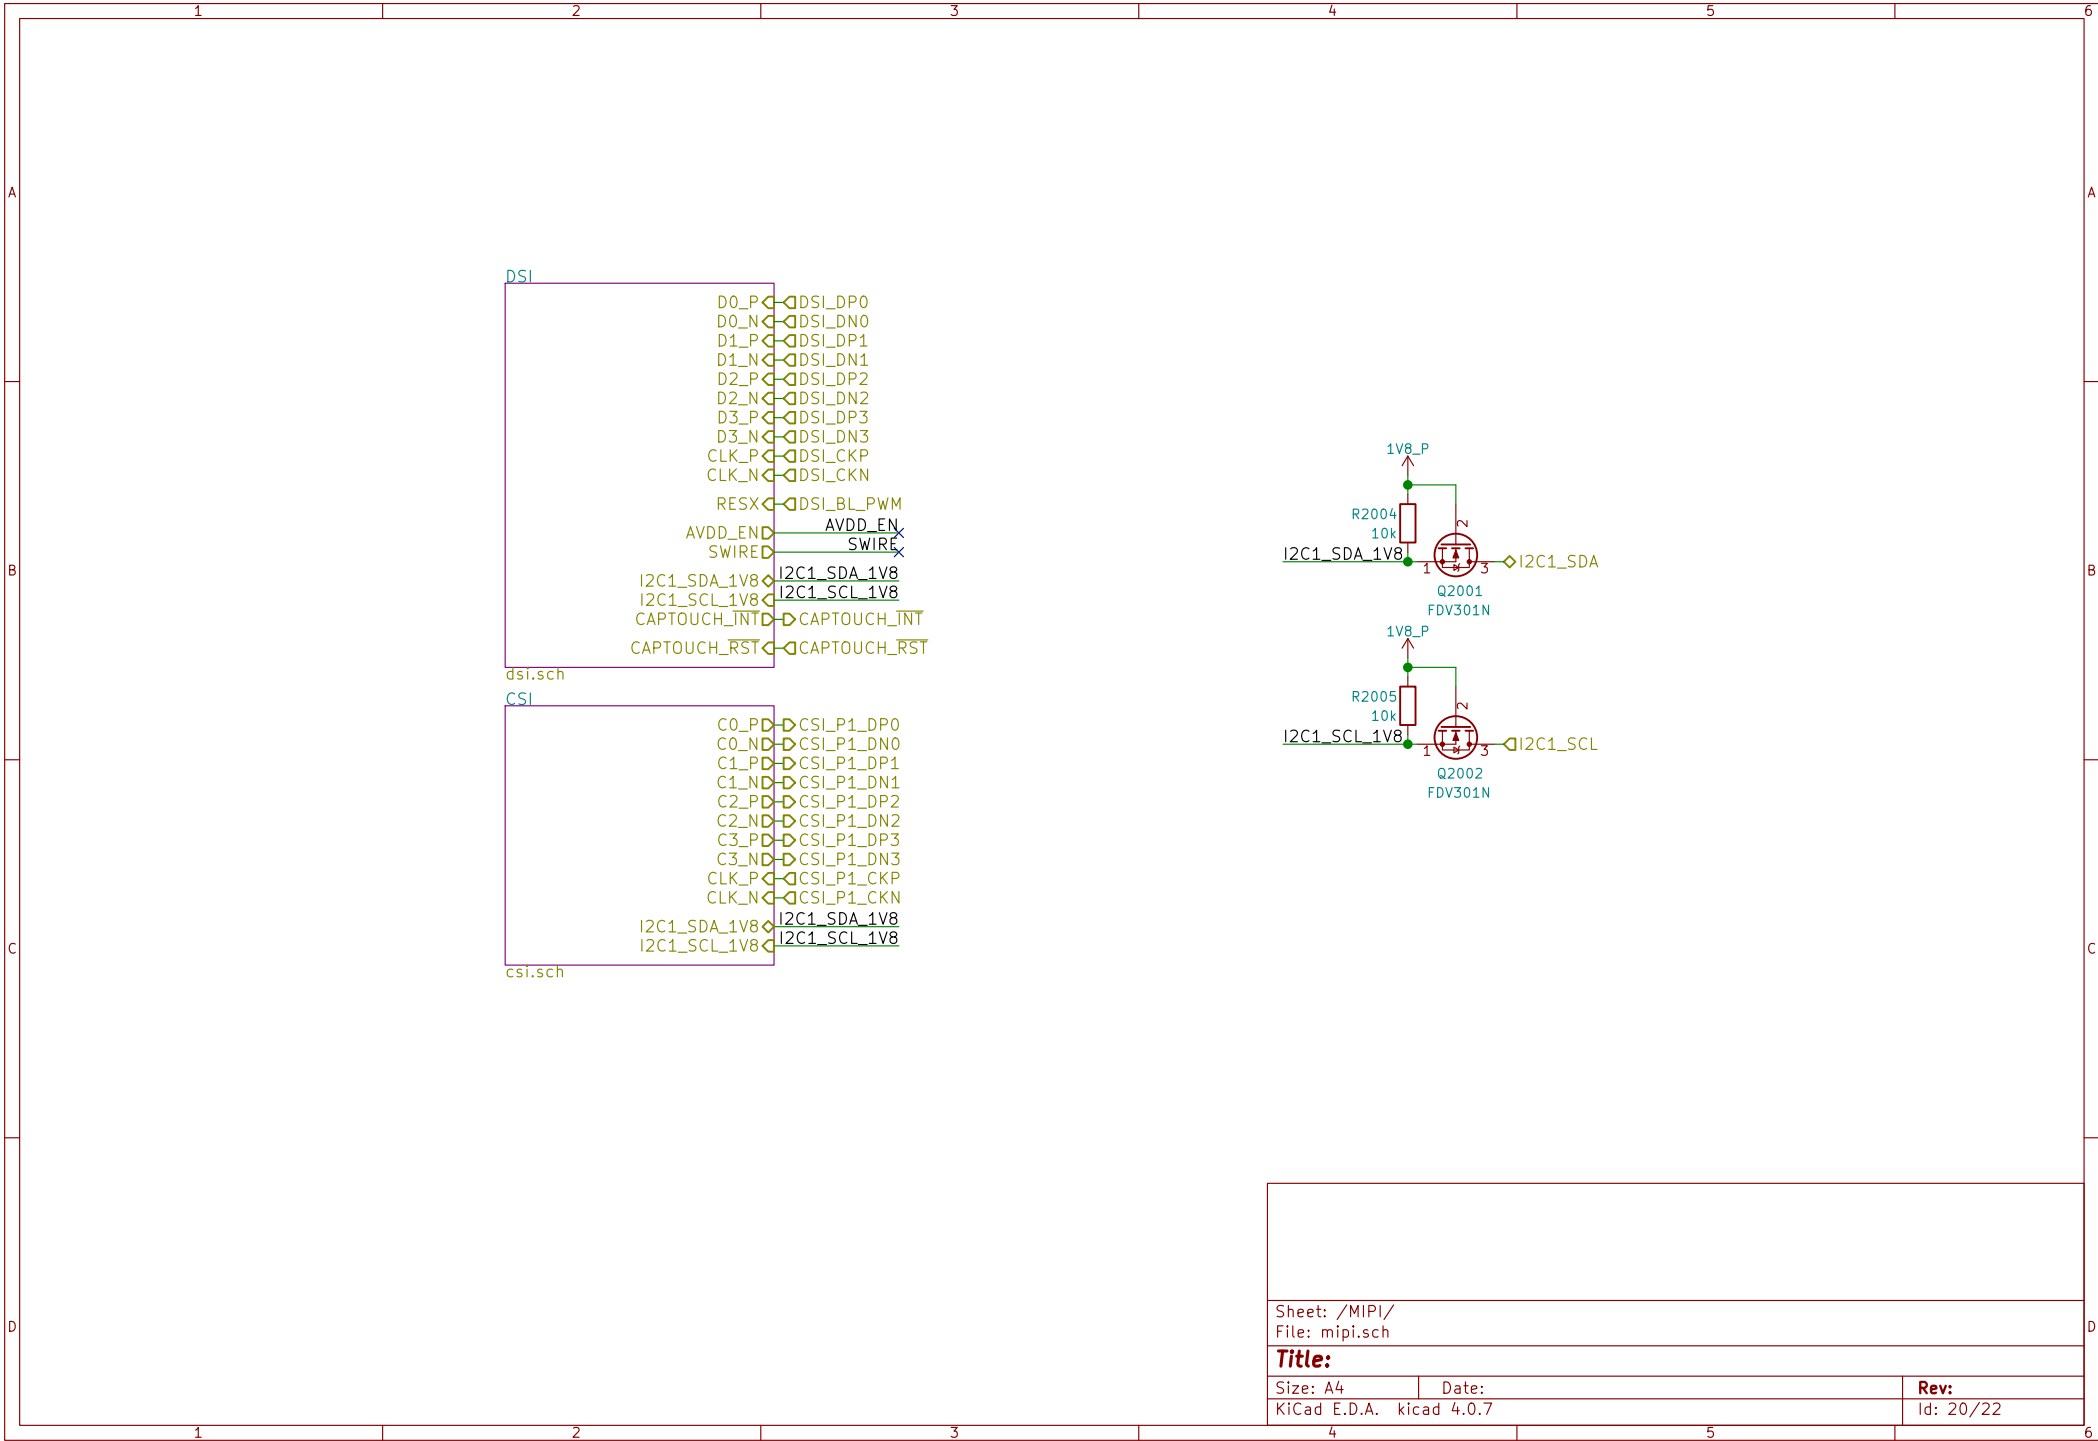 1 2 3 4 5 6
A A
DSI
D0_P DSI_DP0
D0_N DSI_DN0
D1_P DSI_DP1
D1_N DSI_DN1
D2_P DSI_DP2
D2_N DSI_DN2
D3_P DSI_DP3
D3_N DSI_DN3
CLK_P DSI_CKP
CLK_N DSI_CKN
RESX DSI_BL_PWM
AVDD_EN AVDD_EN
SWIRE SWIRE
I2C1_SDA_1V8 I2C1_SDA_1V8
I2C1_SCL_1V8 I2C1_SCL_1V8
CAPTOUCH_INT CAPTOUCH_INT
CAPTOUCH_RST CAPTOUCH_RST
dsi.sch
1V8_P
R2004
10k
2
I2C1_SDA_1V8 1 3 I2C1_SDA
Q2001
FDV301N
B B
1V8_P
R2005
10k
2
I2C1_SCL_1V8 1 3 I2C1_SCL
Q2002
FDV301N
CSI
C0_P CSI_P1_DP0
C0_N CSI_P1_DN0
C1_P CSI_P1_DP1
C1_N CSI_P1_DN1
C2_P CSI_P1_DP2
C2_N CSI_P1_DN2
C3_P CSI_P1_DP3
C3_N CSI_P1_DN3
CLK_P CSI_P1_CKP
CLK_N CSI_P1_CKN
I2C1_SDA_1V8 I2C1_SDA_1V8
I2C1_SCL_1V8 I2C1_SCL_1V8
csi.sch
C C
D D
Sheet: /MIPI/
File: mipi.sch
Title:
Size: A4 Date: Rev:
KiCad E.D.A. kicad 4.0.7 Id: 20/22
1 2 3 4 5 6